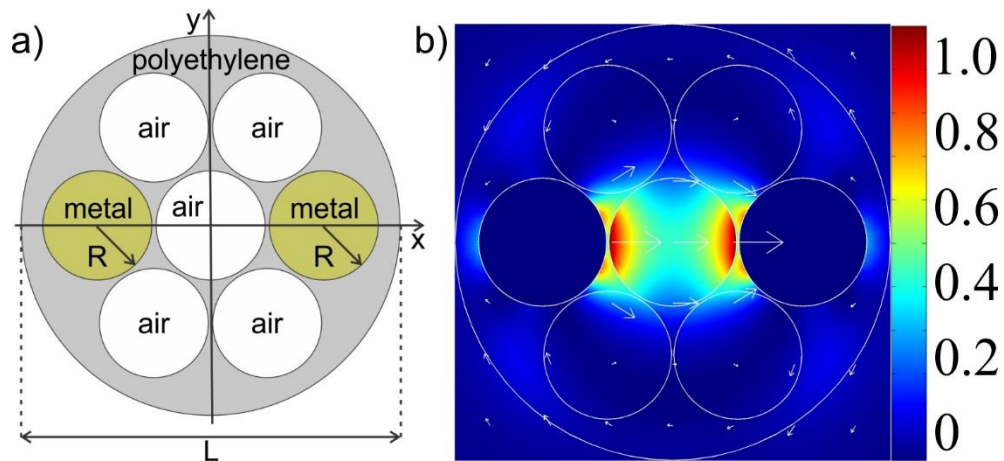 a)
y
polyethylene
air air
metal air metal
R R
x
air air
L
b)
1.0
0.8
0.6
0.4
0.2
0